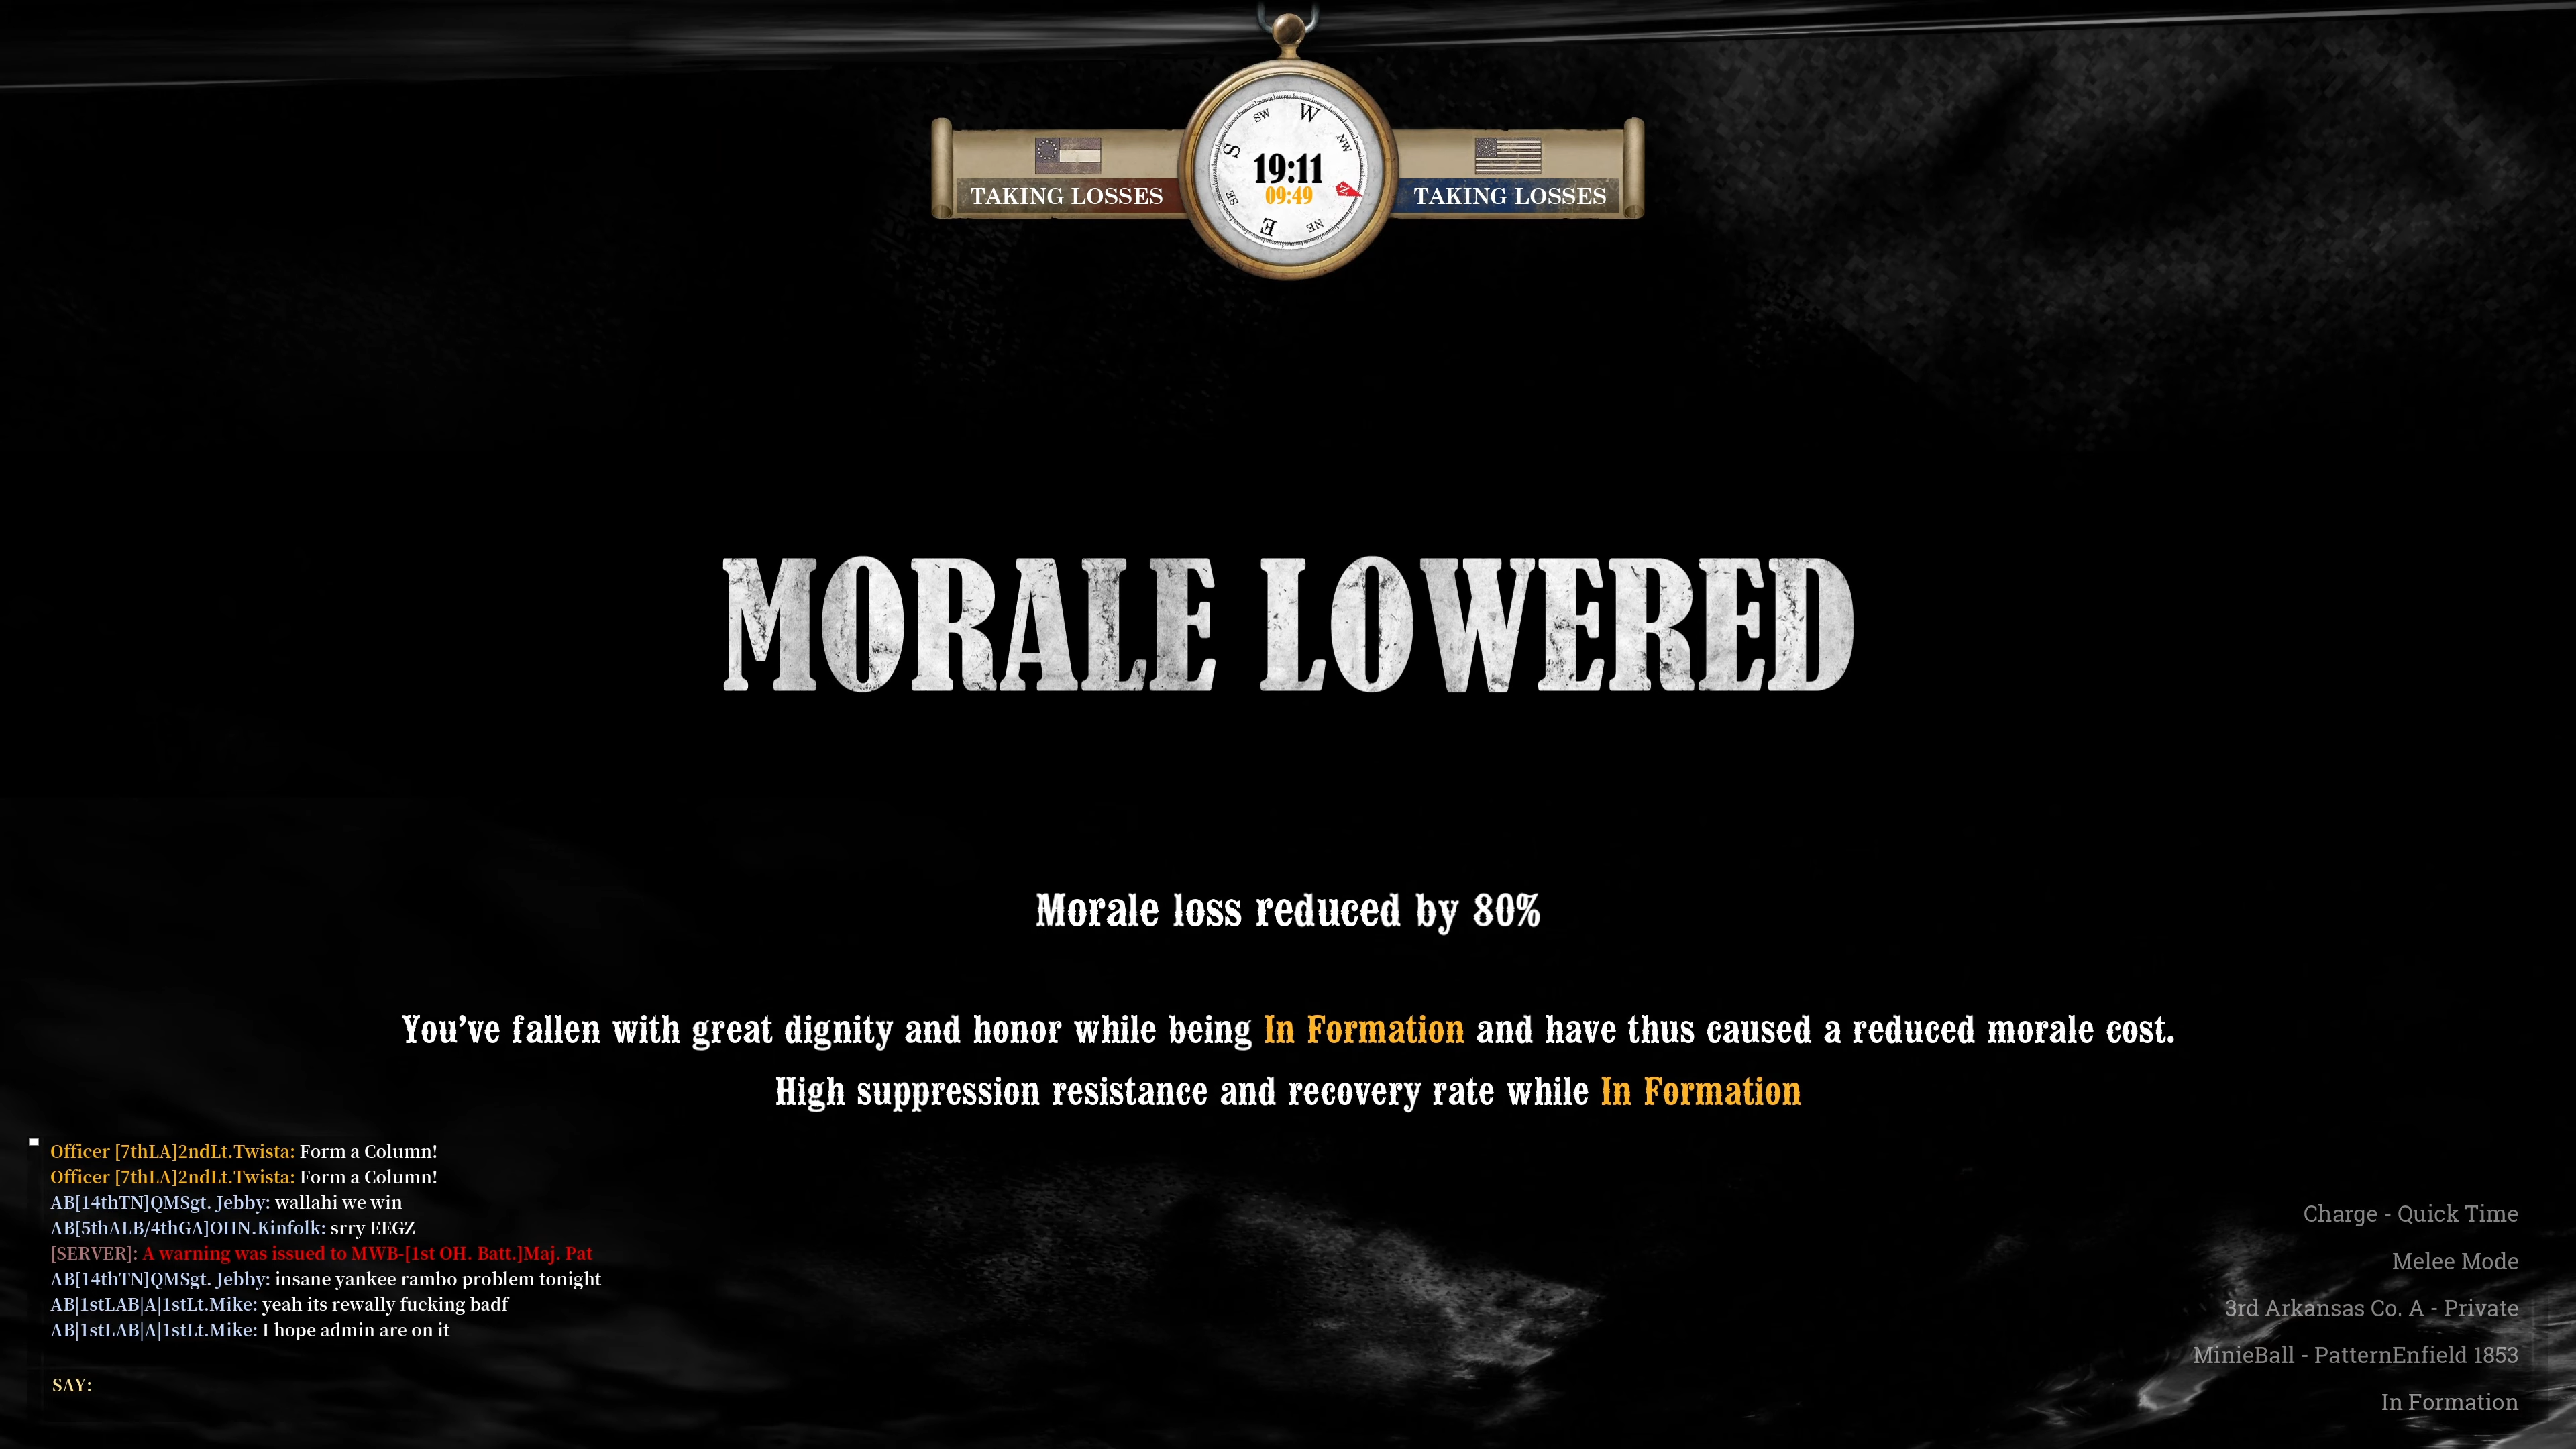 W
SW
NW
S
19:11
09:49
N
SE
NE
E
TAKING LOSSES
TAKING LOSSES
MORALE LOWERED
Morale loss reduced by 80%
You've fallen with great dignity and honor while being In Formation and have thus caused a reduced morale cost.
High suppression resistance and recovery rate while In Formation
Officer [7thLA]2ndLt.Twista: Form a Column!
Officer [7thLA]2ndLt.Twista: Form a Column!
AB[14thTN]QMSgt. Jebby: wallahi we win
AB[5thALB/4thGA]OHN.Kinfolk: srry EEGZ
[SERVER]: A warning was issued to MWB-[1st OH. Batt.]Maj. Pat
AB[14thTN]QMSgt. Jebby: insane yankee rambo problem tonight
AB|1stLAB|A|1stLt.Mike: yeah its rewally fucking badf
AB|1stLAB|A|1stLt.Mike: I hope admin are on it
SAY:
Charge - Quick Time
Melee Mode
3rd Arkansas Co. A - Private
MinieBall - PatternEnfield 1853
In Formation